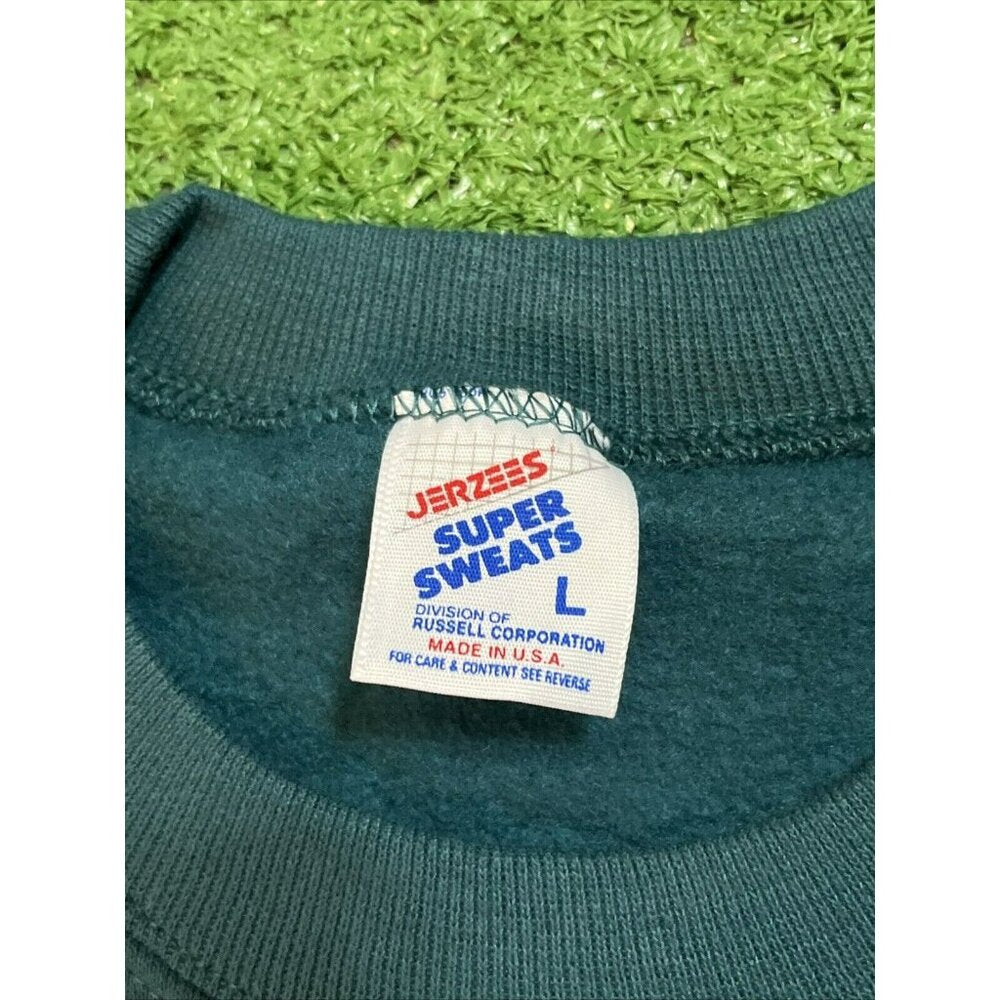 JERZEES
SUPER
SWEATS
L
DIVISION OF
RUSSELL CORPORATION
MADE IN U.S.A.
FOR CARE & CONTENT SEE REVERSE